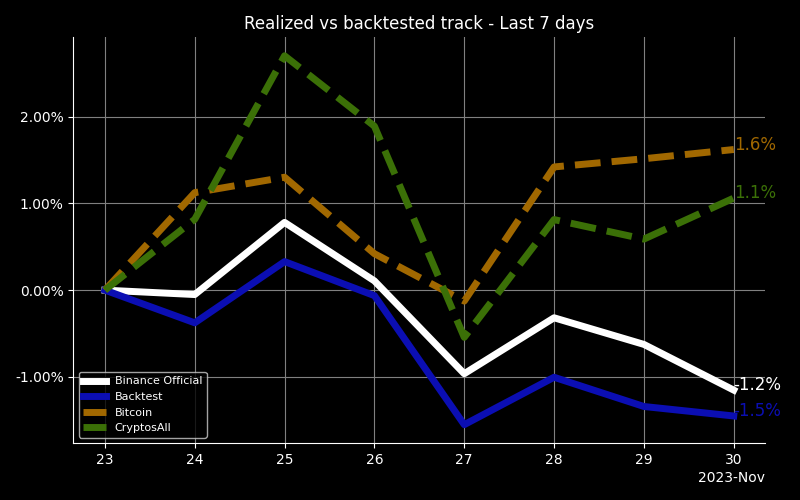 Realized vs backtested track - Last 7 days
2.00%
1.00%
0.00%
-1.00%
1.6%
1.1%
-1.2%
-1.5%
Binance Official
Backtest
Bitcoin
CryptosAll
23 24 25 26 27 28 29 30
2023-Nov